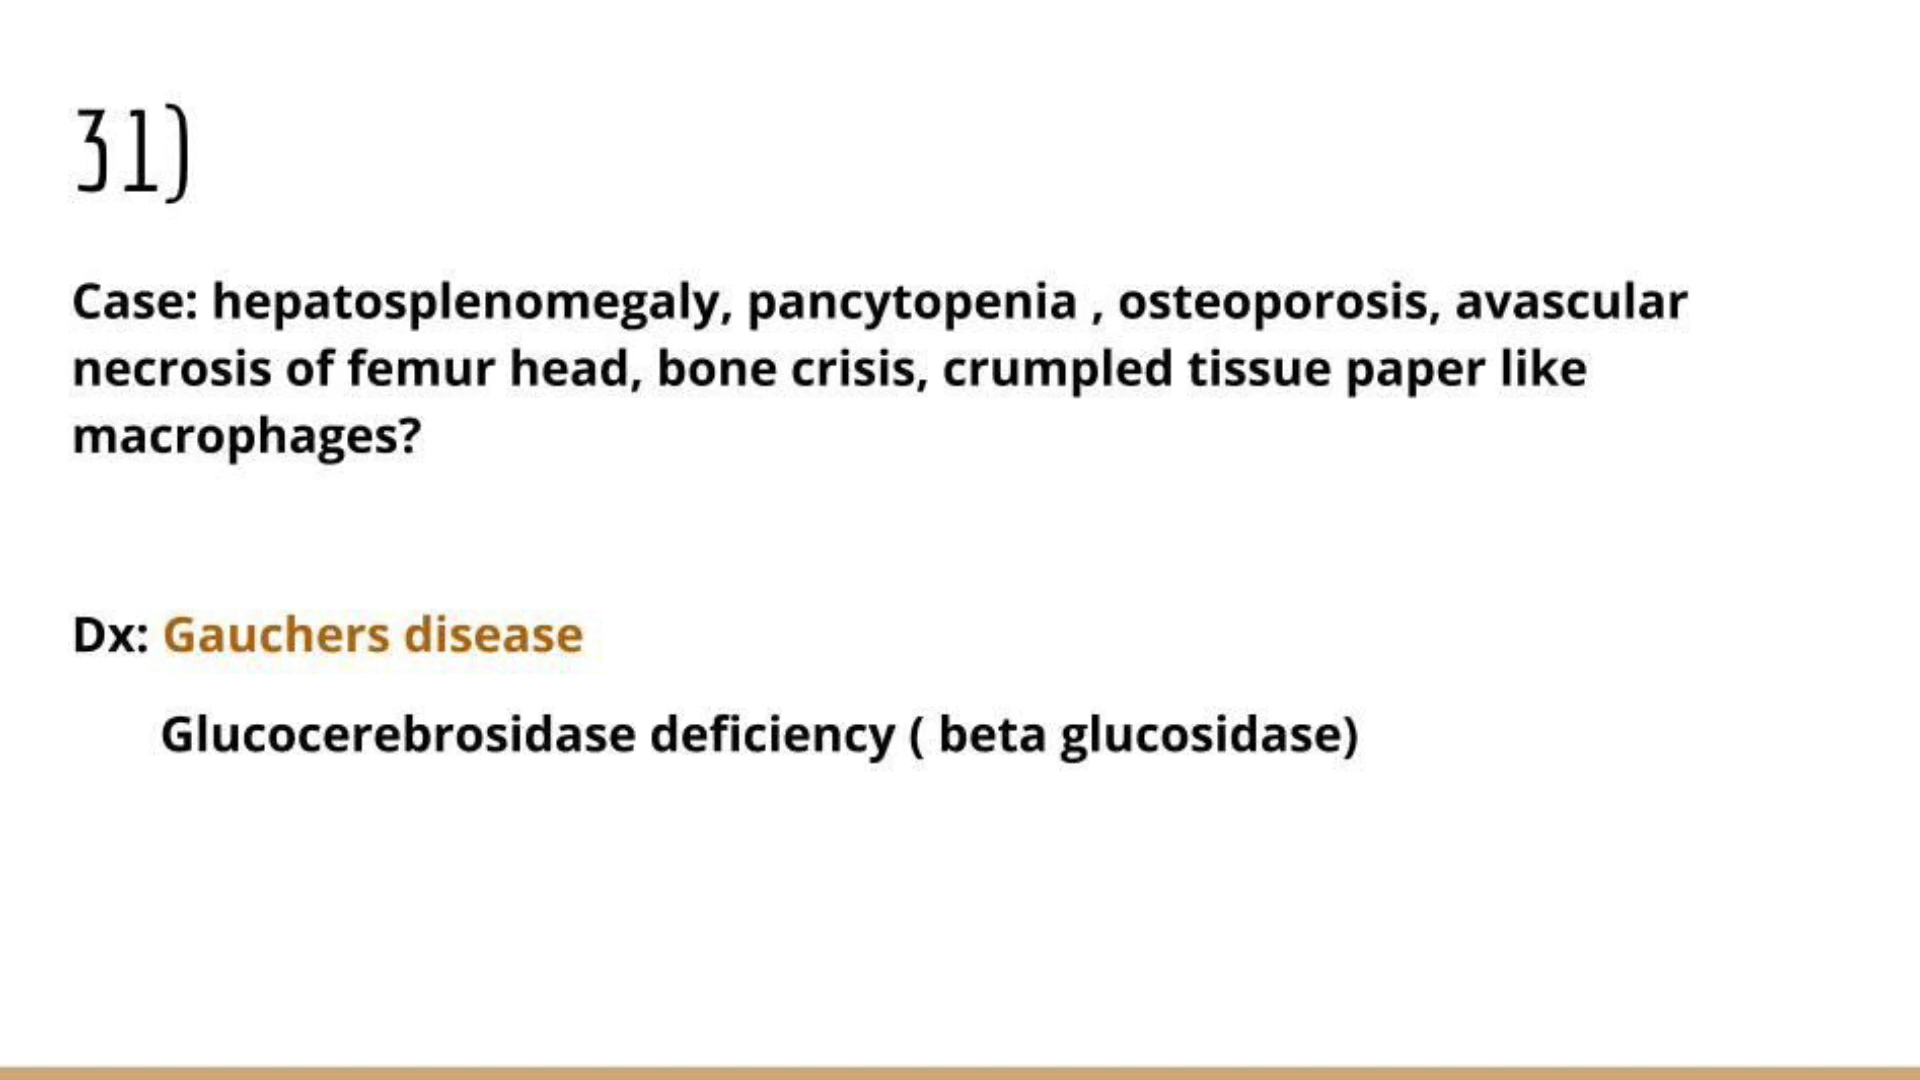 31)
Case: hepatosplenomegaly, pancytopenia , osteoporosis, avascular
necrosis of femur head, bone crisis, crumpled tissue paper like
macrophages?
Dx: Gauchers disease
Glucocerebrosidase deficiency ( beta glucosidase)